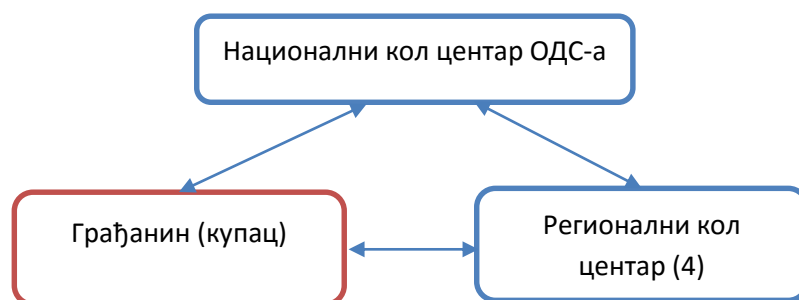 Национални кол центар ОДС-а
Грађанин (купац)
Регионални кол
центар (4)